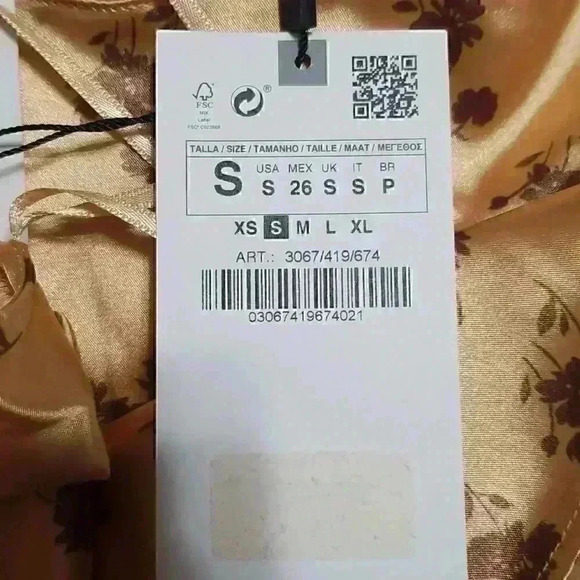 FSC
MIX
Label
®
TALLA / SIZE / TAMANHO / TAILLE / MAAT / ΜΕΓΕΘΟΣ
S USA MEX UK IT BR
S 26 S S P
XS S M L XL
ART.: 3067/419/674
03067419674021